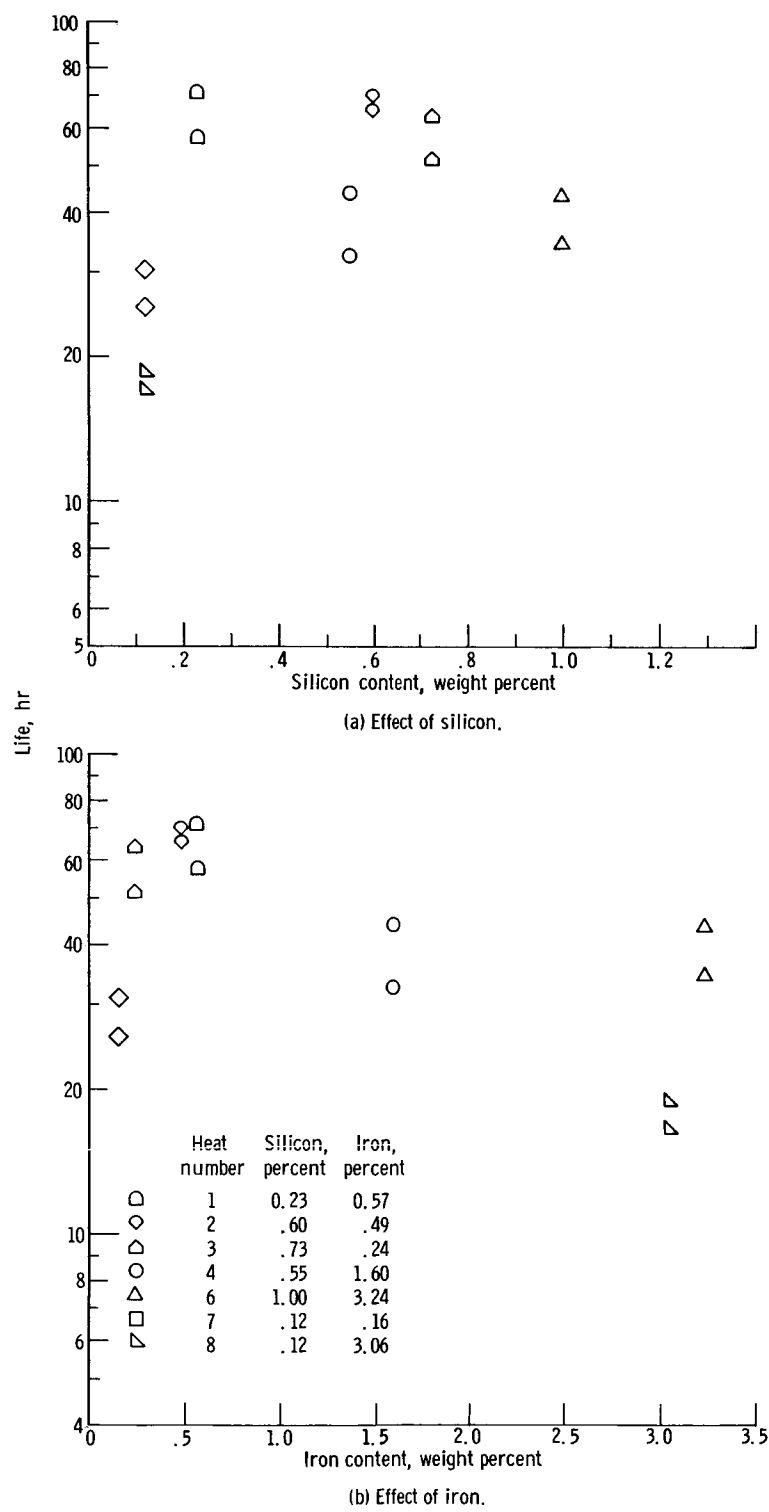 100
80
60
40
20
10
8
6
5
0 .2 .4 .6 .8 1.0 1.2
Silicon content, weight percent
(a) Effect of silicon.
Life, hr
100
80
60
40
20
10
8
6
4
Heat Silicon, Iron,
number percent percent
1 0.23 0.57
2 .60 .49
3 .73 .24
4 .55 1.60
6 1.00 3.24
7 .12 .16
8 .12 3.06
0 .5 1.0 1.5 2.0 2.5 3.0 3.5
Iron content, weight percent
(b) Effect of iron.